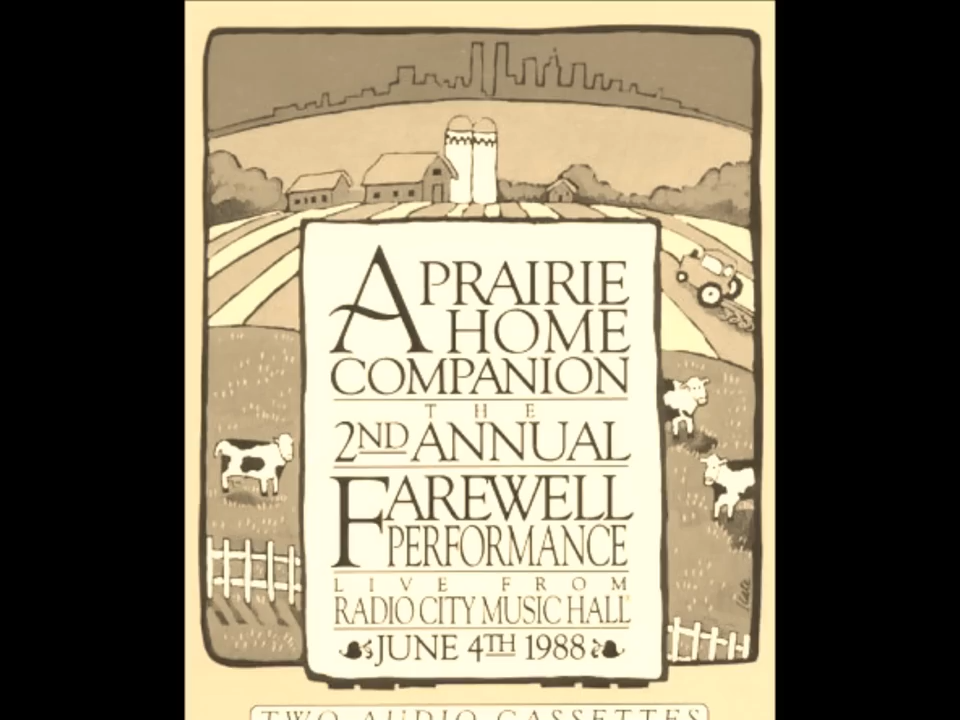 A PRAIRIE
HOME
COMPANION
THE
2ND ANNUAL
FAREWELL
PERFORMANCE
LIVE FROM
RADIO CITY MUSIC HALL
JUNE 4TH 1988
TWO AUDIO CASSETTES